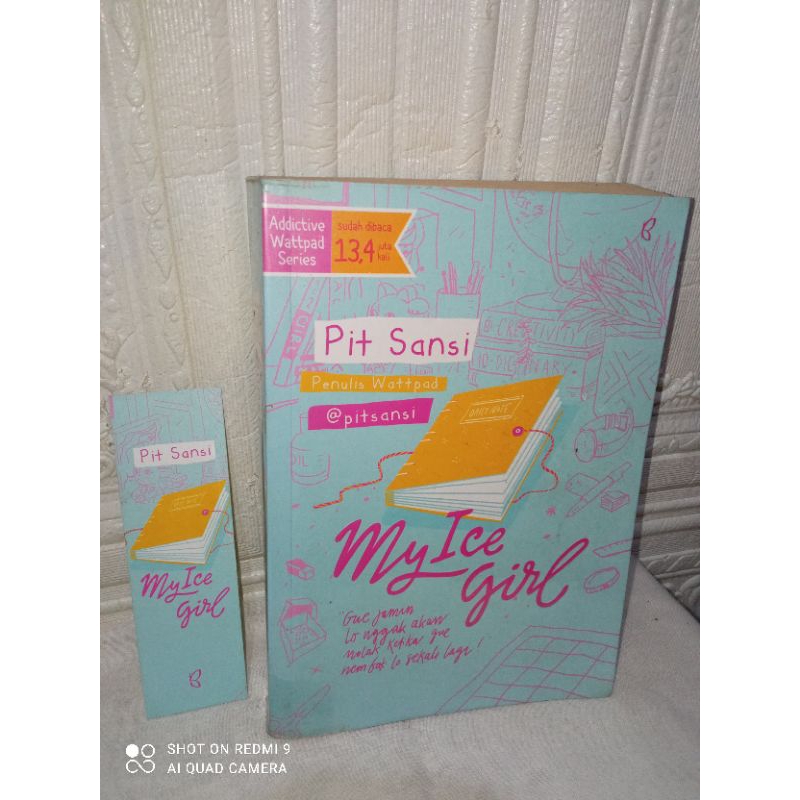 Addictive
Wattpad
Series
sudah dibaca
13,4 juta
kali
Pit Sansi
Penulis Wattpad
@pitsansi
My Ice
Girl
"Gue jamin
lo nggak akan
nolak ketika gue
nembak lo sekali lagi!
B
Pit Sansi
My Ice
Girl
B
SHOT ON REDMI 9
AI QUAD CAMERA